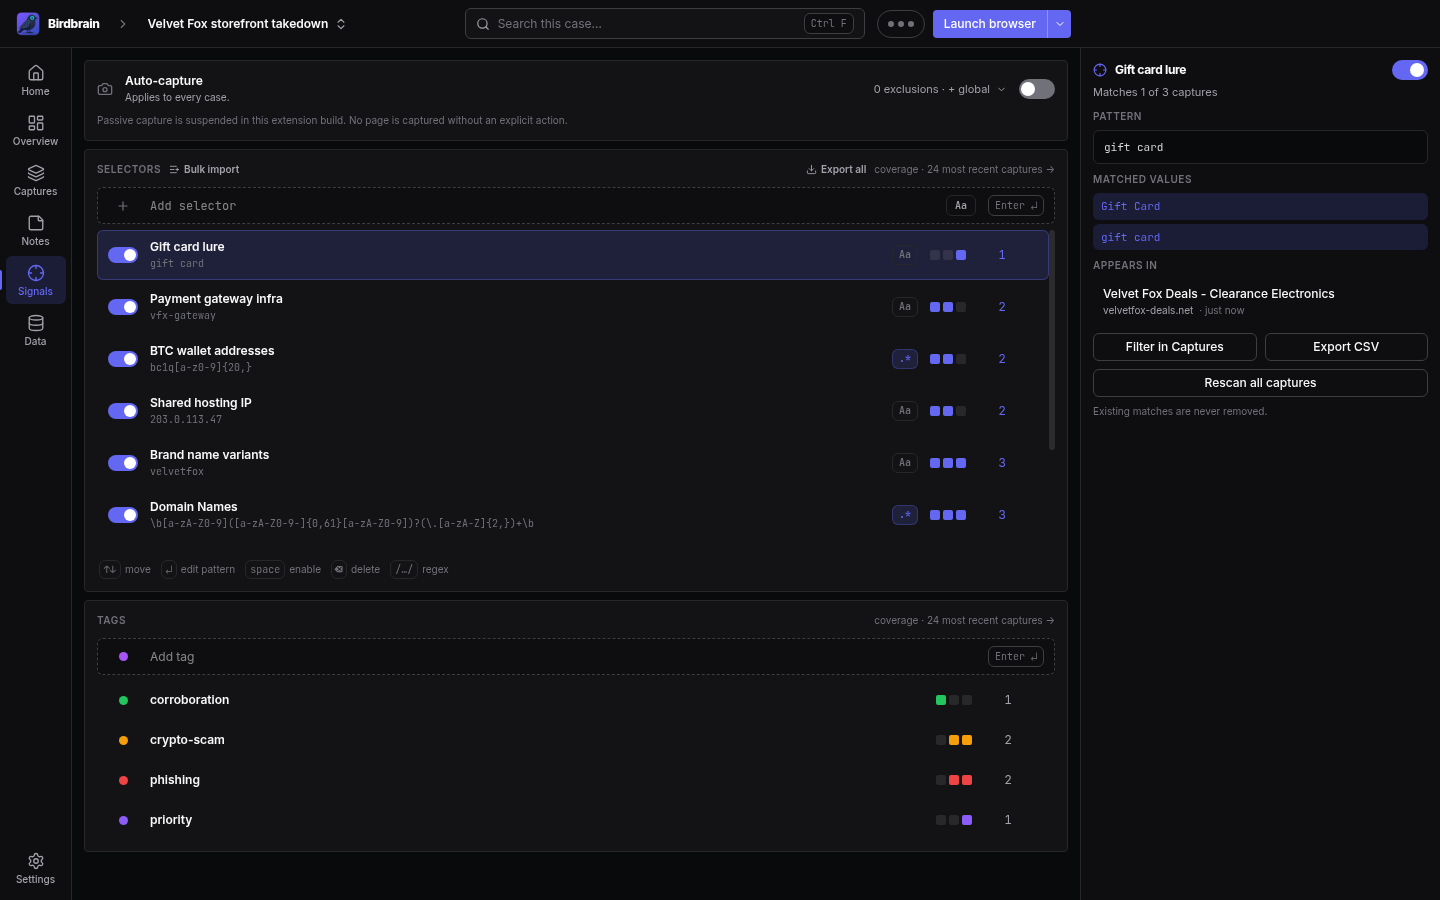 Birdbrain
Velvet Fox storefront takedown
Search this case...
Ctrl F
Launch browser
Home
Overview
Captures
Notes
Signals
Data
Settings
Auto-capture
Applies to every case.
0 exclusions · + global
Passive capture is suspended in this extension build. No page is captured without an explicit action.
SELECTORS
Bulk import
Export all
coverage · 24 most recent captures →
Add selector
Aa
Enter ↵
Gift card lure
gift card
Aa
1
Payment gateway infra
vfx-gateway
Aa
2
BTC wallet addresses
bc1q[a-z0-9]{20,}
.*
2
Shared hosting IP
203.0.113.47
Aa
2
Brand name variants
velvetfox
Aa
3
Domain Names
\b[a-zA-Z0-9]([a-zA-Z0-9-]{0,61}[a-zA-Z0-9])?(\.[a-zA-Z]{2,})+\b
.*
3
↑↓ move ↵ edit pattern space enable ⌫ delete /…/ regex
TAGS
coverage · 24 most recent captures →
Add tag
Enter ↵
corroboration
1
crypto-scam
2
phishing
2
priority
1
Gift card lure
Matches 1 of 3 captures
PATTERN
gift card
MATCHED VALUES
Gift Card
gift card
APPEARS IN
Velvet Fox Deals - Clearance Electronics
velvetfox-deals.net · just now
Filter in Captures
Export CSV
Rescan all captures
Existing matches are never removed.